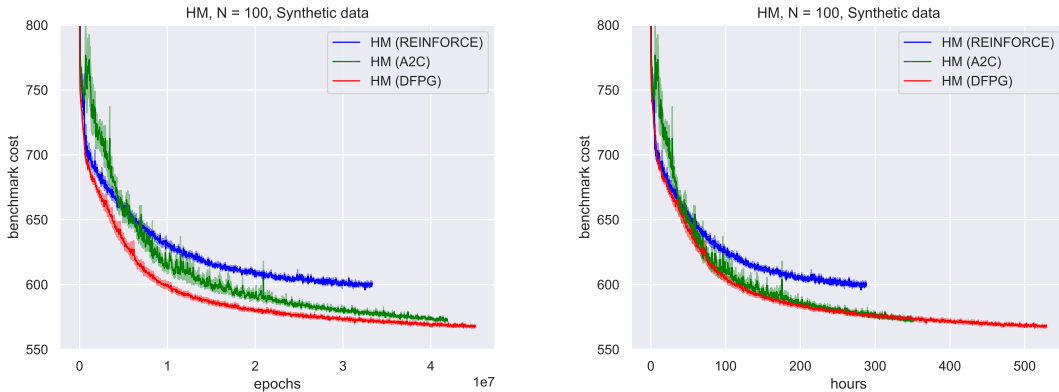 HM, N = 100, Synthetic data
800
750
700
650
600
550
benchmark cost
HM (REINFORCE)
HM (A2C)
HM (DFPG)
0
1
2
3
4
1e7
epochs
HM, N = 100, Synthetic data
800
750
700
650
600
550
benchmark cost
HM (REINFORCE)
HM (A2C)
HM (DFPG)
0
100
200
300
400
500
hours